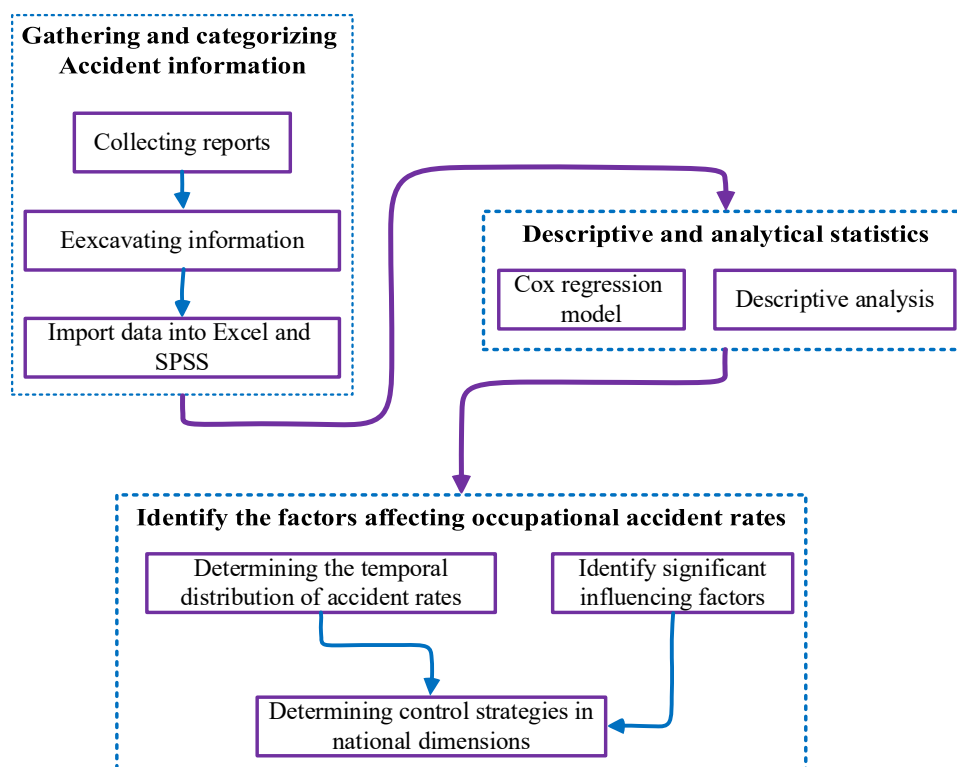 Gathering and categorizing
Accident information
Collecting reports
Eexcavating information
Import data into Excel and
SPSS
Descriptive and analytical statistics
Cox regression
model
Descriptive analysis
Identify the factors affecting occupational accident rates
Determining the temporal
distribution of accident rates
Identify significant
influencing factors
Determining control strategies in
national dimensions